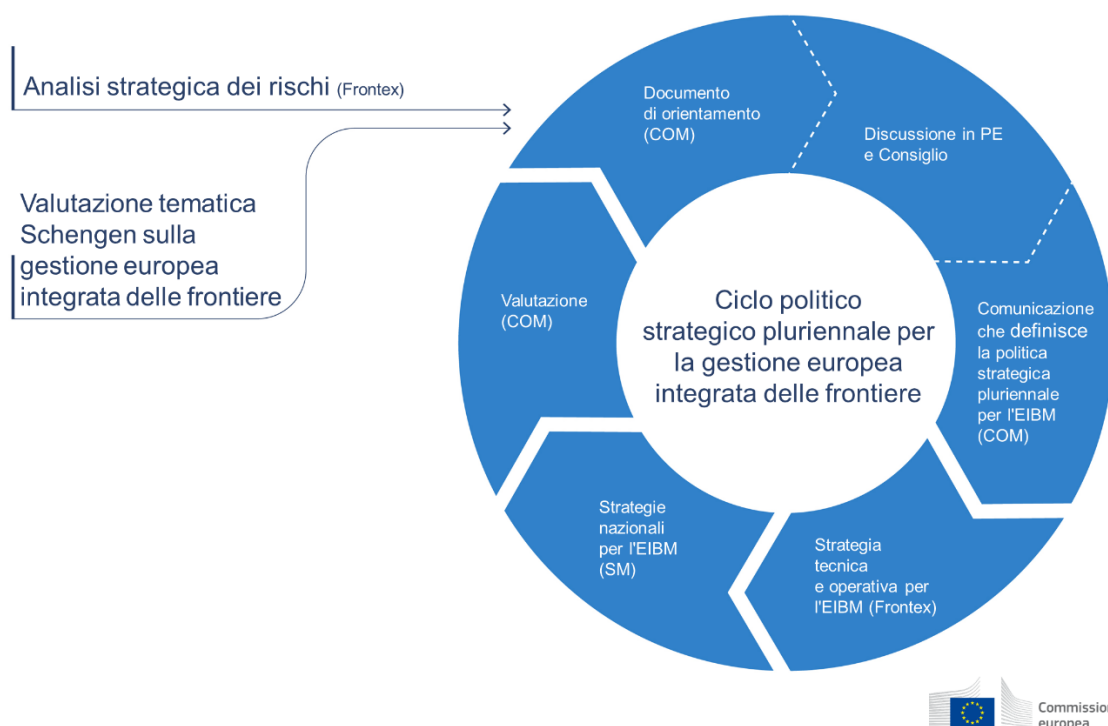 Analisi strategica dei rischi (Frontex)
Valutazione tematica
Schengen sulla
gestione europea
integrata delle frontiere
Documento
di orientamento
(COM)
Discussione in PE
e Consiglio
Comunicazione
che definisce
la politica
strategica
pluriennale
per l'EIBM
(COM)
Strategia
tecnica
e operativa per
l'EIBM (Frontex)
Strategie
nazionali
per l'EIBM
(SM)
Valutazione
(COM)
Ciclo politico
strategico pluriennale per
la gestione europea
integrata delle frontiere
Commission
europea